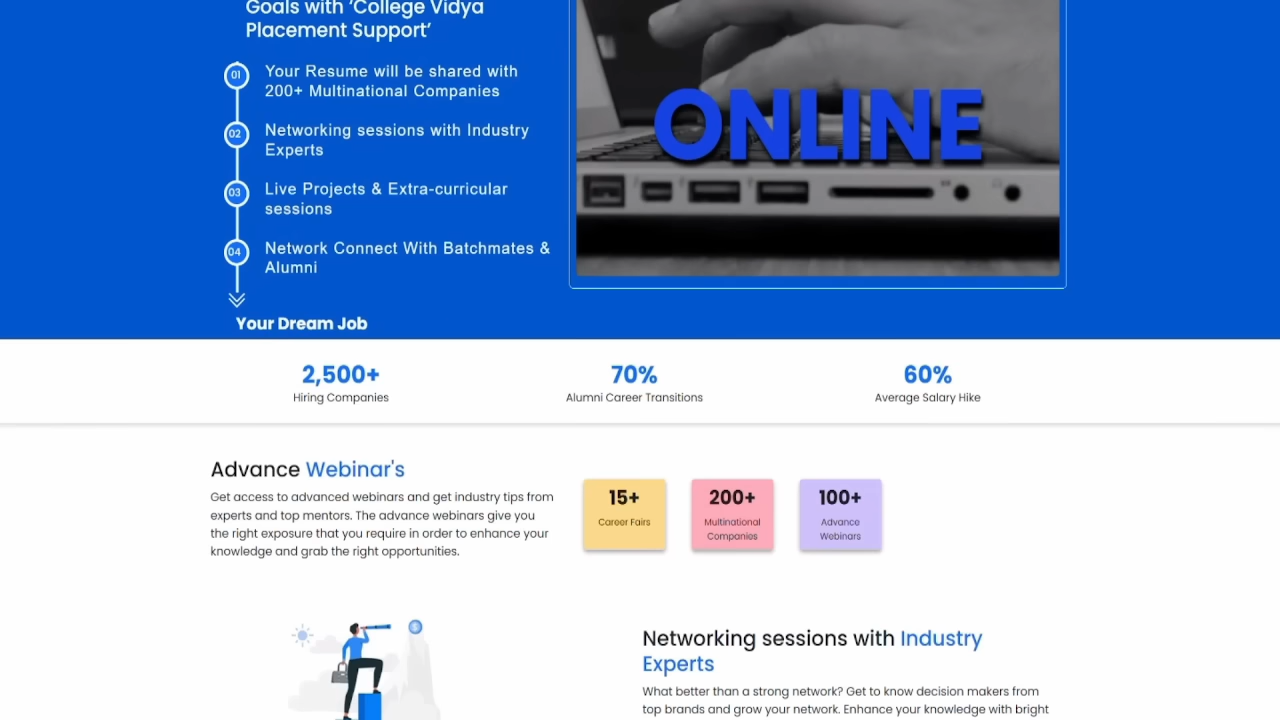 Goals with ‘College Vidya
Placement Support’
01
Your Resume will be shared with
200+ Multinational Companies
02
Networking sessions with Industry
Experts
03
Live Projects & Extra-curricular
sessions
04
Network Connect With Batchmates &
Alumni
Your Dream Job
ONLINE
2,500+
Hiring Companies
70%
Alumni Career Transitions
60%
Average Salary Hike
Advance Webinar's
Get access to advanced webinars and get industry tips from
experts and top mentors. The advance webinars give you
the right exposure that you require in order to enhance your
knowledge and grab the right opportunities.
15+
Career Fairs
200+
Multinational
Companies
100+
Advance
Webinars
Networking sessions with Industry
Experts
What better than a strong network? Get to know decision makers from
top brands and grow your network. Enhance your knowledge with bright